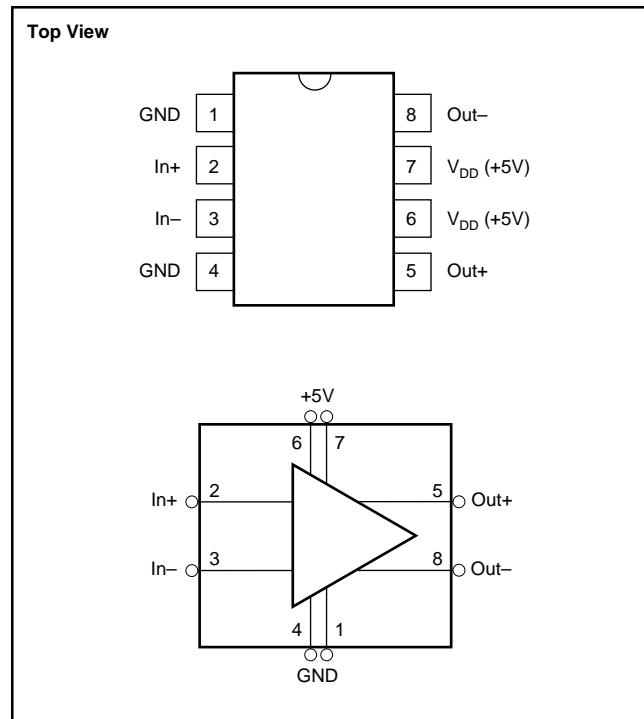 Top View
GND 1 8 Out–
In+ 2 7 V_DD (+5V)
In– 3 6 V_DD (+5V)
GND 4 5 Out+
+5V
6 7
In+ 2 5 Out+
In– 3 8 Out–
4 1
GND